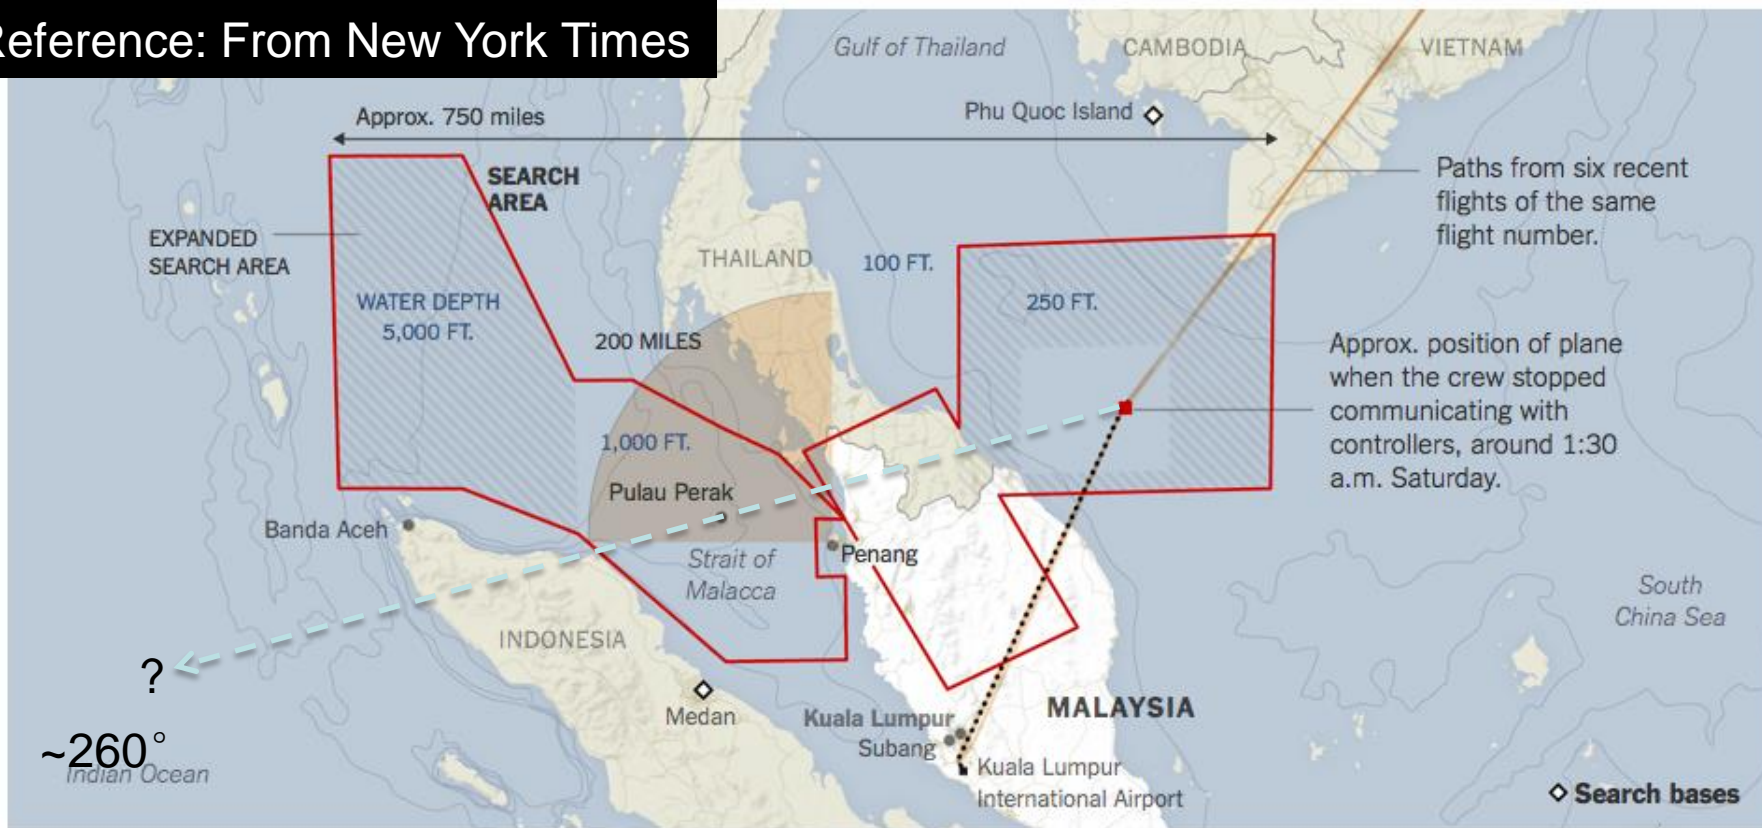 Reference: From New York Times
Gulf of Thailand
CAMBODIA
VIETNAM
Approx. 750 miles
Phu Quoc Island
SEARCH
AREA
Paths from six recent
flights of the same
flight number.
EXPANDED
SEARCH AREA
THAILAND
100 FT.
WATER DEPTH
5,000 FT.
250 FT.
200 MILES
Approx. position of plane
when the crew stopped
communicating with
controllers, around 1:30
a.m. Saturday.
1,000 FT.
Pulau Perak
Banda Aceh
Strait of
Malacca
Penang
South
China Sea
INDONESIA
?
~260°
Indian Ocean
Medan
Kuala Lumpur
Subang
MALAYSIA
Kuala Lumpur
International Airport
Search bases